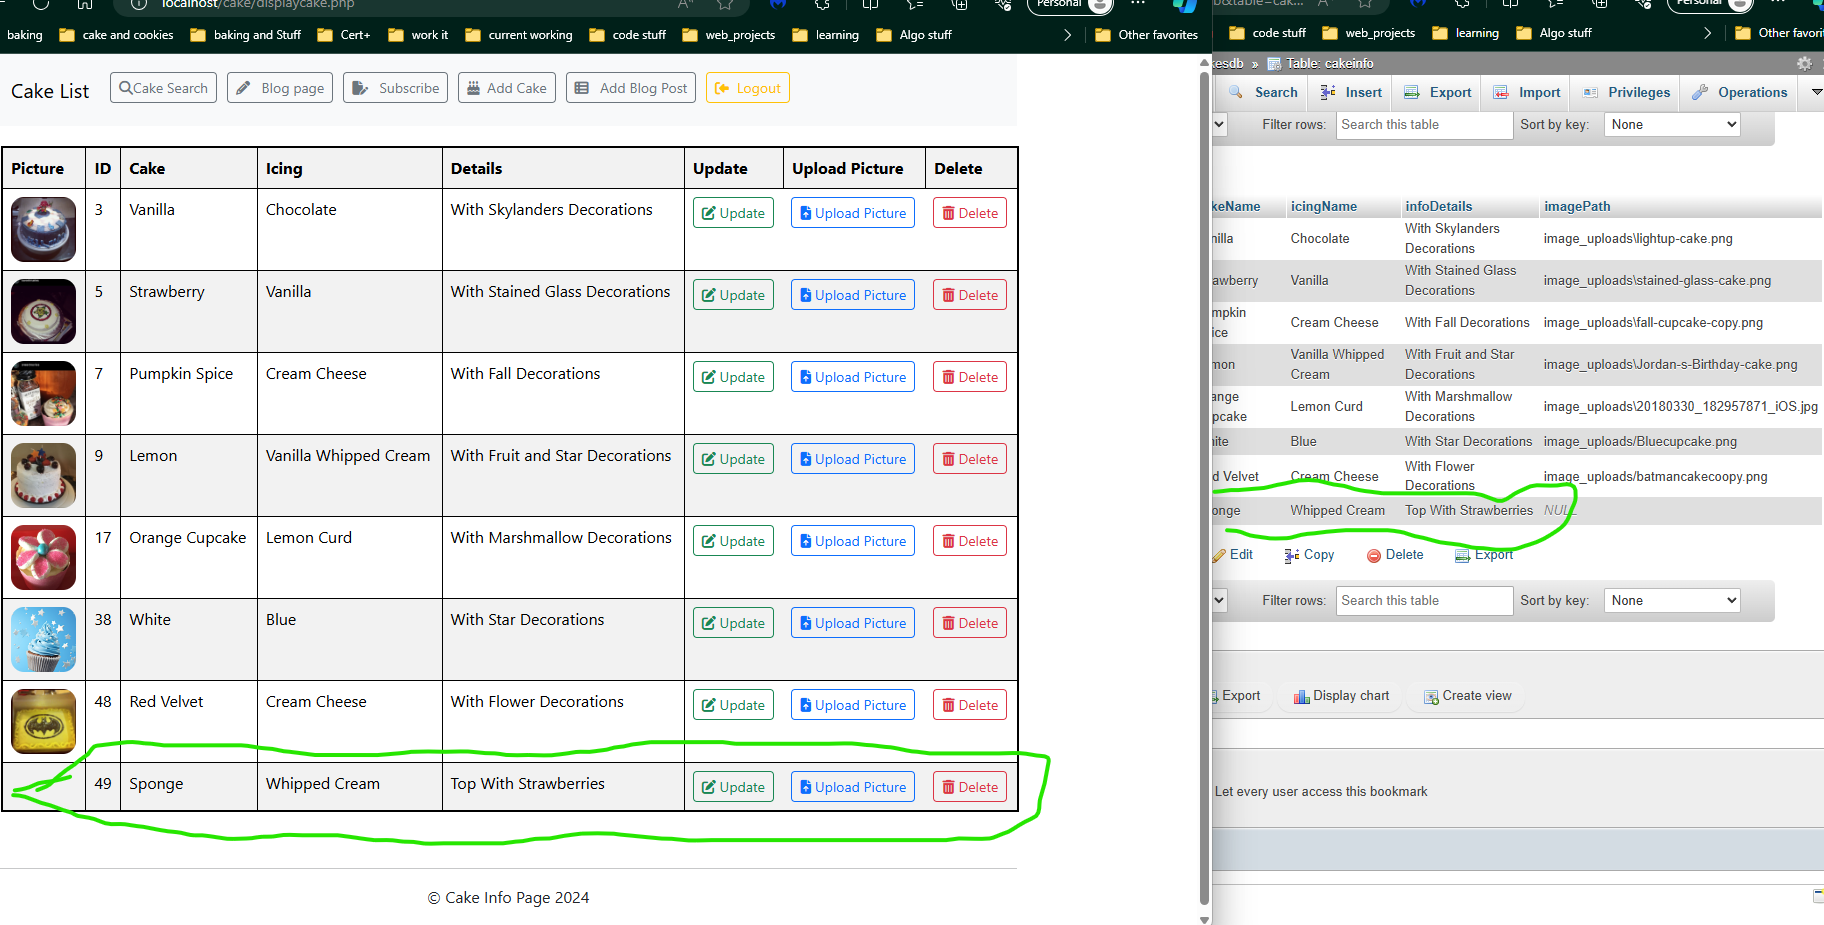 localhost/cake/displaycake.php
Personal
baking cake and cookies baking and Stuff Cert+ work it current working code stuff web_projects learning Algo stuff Other favorites
Cake List Cake Search Blog page Subscribe Add Cake Add Blog Post Logout
Picture ID Cake Icing Details Update Upload Picture Delete
3 Vanilla Chocolate With Skylanders Decorations Update Upload Picture Delete
5 Strawberry Vanilla With Stained Glass Decorations Update Upload Picture Delete
7 Pumpkin Spice Cream Cheese With Fall Decorations Update Upload Picture Delete
9 Lemon Vanilla Whipped Cream With Fruit and Star Decorations Update Upload Picture Delete
17 Orange Cupcake Lemon Curd With Marshmallow Decorations Update Upload Picture Delete
38 White Blue With Star Decorations Update Upload Picture Delete
48 Red Velvet Cream Cheese With Flower Decorations Update Upload Picture Delete
49 Sponge Whipped Cream Top With Strawberries Update Upload Picture Delete
© Cake Info Page 2024
b&table=cak...
Personal
code stuff web_projects learning Algo stuff Other favori
kesdb » Table: cakeinfo
Search Insert Export Import Privileges Operations
Filter rows: Search this table Sort by key: None
keName icingName infoDetails imagePath
nilla Chocolate With Skylanders
Decorations image_uploads\lightup-cake.png
awberry Vanilla With Stained Glass
Decorations image_uploads\stained-glass-cake.png
mpkin
ice Cream Cheese With Fall Decorations image_uploads\fall-cupcake-copy.png
mon Vanilla Whipped
Cream With Fruit and Star
Decorations image_uploads\Jordan-s-Birthday-cake.png
ange
pcake Lemon Curd With Marshmallow
Decorations image_uploads\20180330_182957871_iOS.jpg
ite Blue With Star Decorations image_uploads/Bluecupcake.png
d Velvet Cream Cheese With Flower
Decorations image_uploads/batmancakecoopy.png
onge Whipped Cream Top With Strawberries NULL
Edit Copy Delete Export
Filter rows: Search this table Sort by key: None
Export Display chart Create view
Let every user access this bookmark